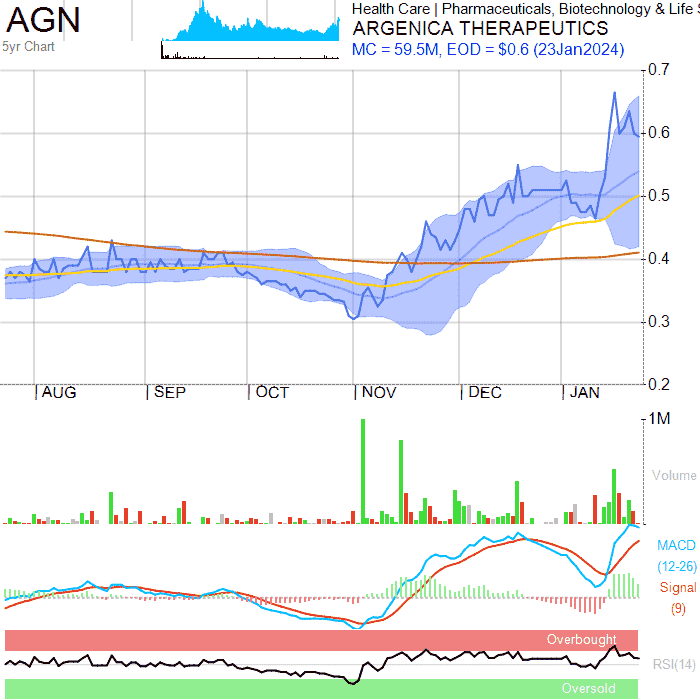 AGN
5yr Chart
Health Care | Pharmaceuticals, Biotechnology & Life S
ARGENICA THERAPEUTICS
MC = 59.5M, EOD = $0.6 (23Jan2024)
0.7
0.6
0.5
0.4
0.3
0.2
AUG SEP OCT NOV DEC JAN
1M
Volume
MACD
(12-26)
Signal
(9)
Overbought
RSI(14)
Oversold